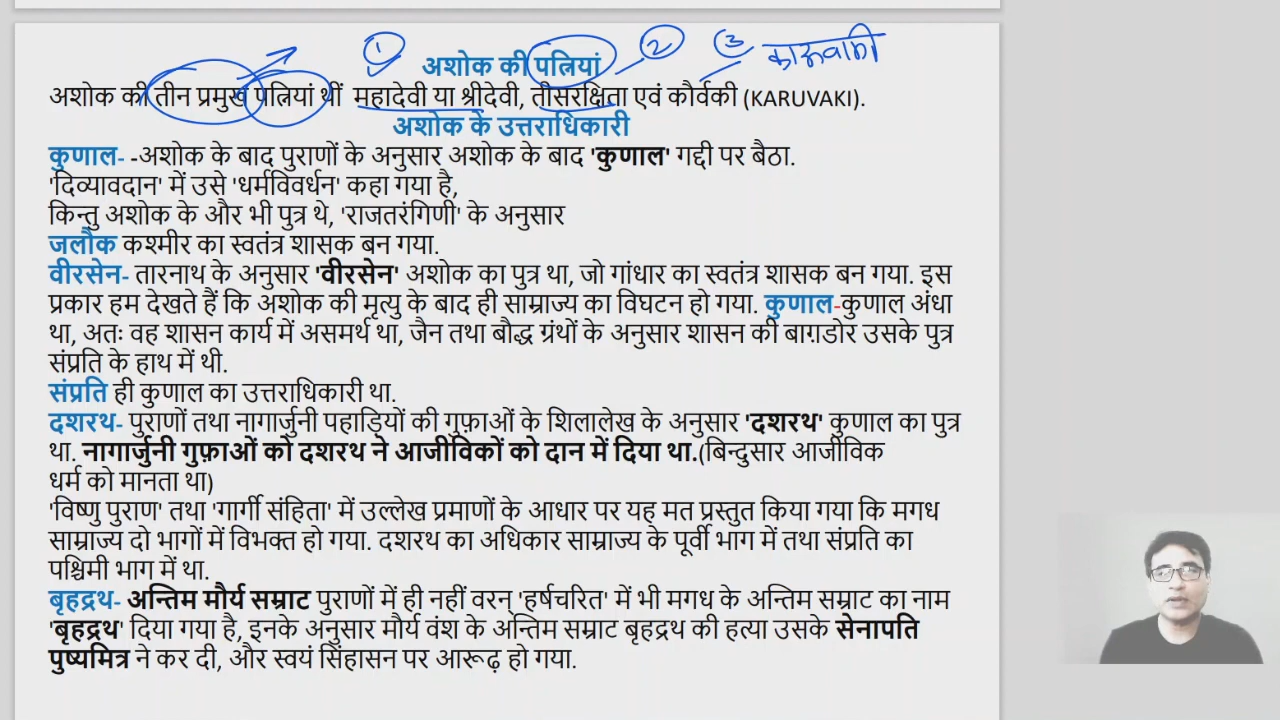 ① ② ③ कारुवाकी
अशोक की पत्नियां
अशोक की तीन प्रमुख पत्नियां थीं महादेवी या श्रीदेवी, तीसरक्षिता एवं कौर्वकी (KARUVAKI).
अशोक के उत्तराधिकारी
कुणाल- -अशोक के बाद पुराणों के अनुसार अशोक के बाद 'कुणाल' गद्दी पर बैठा.
'दिव्यावदान' में उसे 'धर्मविवर्धन' कहा गया है,
किन्तु अशोक के और भी पुत्र थे, 'राजतरंगिणी' के अनुसार
जलौक कश्मीर का स्वतंत्र शासक बन गया.
वीरसेन- तारनाथ के अनुसार 'वीरसेन' अशोक का पुत्र था, जो गांधार का स्वतंत्र शासक बन गया. इस
प्रकार हम देखते हैं कि अशोक की मृत्यु के बाद ही साम्राज्य का विघटन हो गया. कुणाल-कुणाल अंधा
था, अतः वह शासन कार्य में असमर्थ था, जैन तथा बौद्ध ग्रंथों के अनुसार शासन की बाग़डोर उसके पुत्र
संप्रति के हाथ में थी.
संप्रति ही कुणाल का उत्तराधिकारी था.
दशरथ- पुराणों तथा नागार्जुनी पहाड़ियों की गुफ़ाओं के शिलालेख के अनुसार 'दशरथ' कुणाल का पुत्र
था. नागार्जुनी गुफ़ाओं को दशरथ ने आजीविकों को दान में दिया था.(बिन्दुसार आजीविक
धर्म को मानता था)
'विष्णु पुराण' तथा 'गार्गी संहिता' में उल्लेख प्रमाणों के आधार पर यह मत प्रस्तुत किया गया कि मगध
साम्राज्य दो भागों में विभक्त हो गया. दशरथ का अधिकार साम्राज्य के पूर्वी भाग में तथा संप्रति का
पश्चिमी भाग में था.
बृहद्रथ- अन्तिम मौर्य सम्राट पुराणों में ही नहीं वरन् 'हर्षचरित' में भी मगध के अन्तिम सम्राट का नाम
'बृहद्रथ' दिया गया है, इनके अनुसार मौर्य वंश के अन्तिम सम्राट बृहद्रथ की हत्या उसके सेनापति
पुष्यमित्र ने कर दी, और स्वयं सिंहासन पर आरूढ़ हो गया.